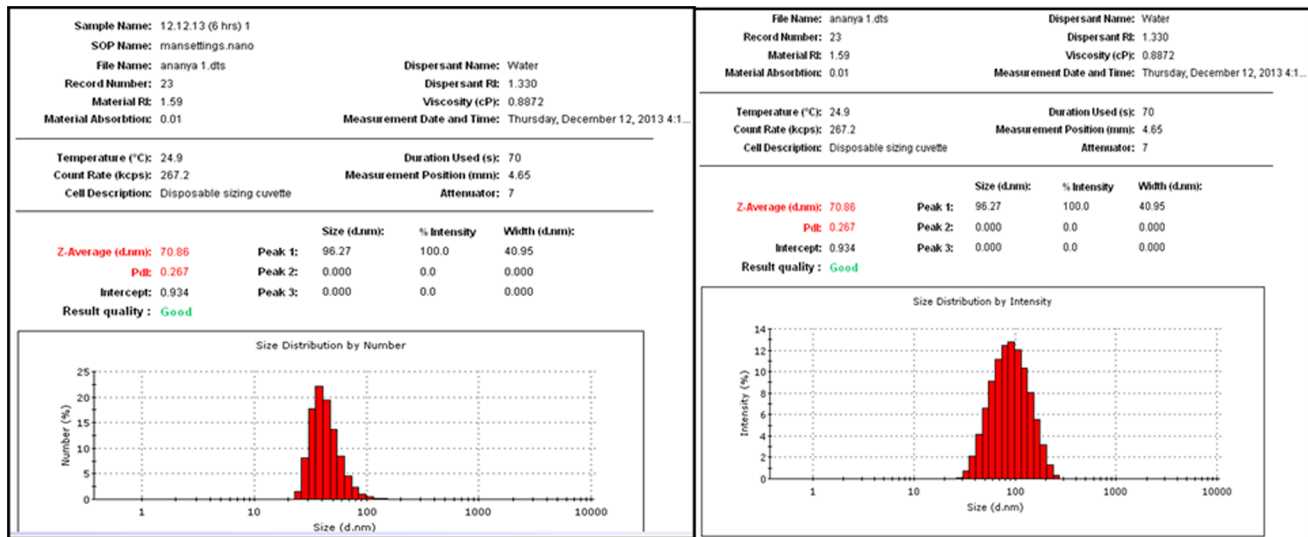 Sample Name: 12.12.13 (6 hrs) 1
SOP Name: mansettings.nano
File Name: ananya 1.dts Dispersant Name: Water
Record Number: 23 Dispersant RI: 1.330
Material RI: 1.59 Viscosity (cP): 0.8872
Material Absorbtion: 0.01 Measurement Date and Time: Thursday, December 12, 2013 4:1...
Temperature (°C): 24.9 Duration Used (s): 70
Count Rate (kcps): 267.2 Measurement Position (mm): 4.65
Cell Description: Disposable sizing cuvette Attenuator: 7
Size (d.nm): % Intensity Width (d.nm):
Z-Average (d.nm): 70.86 Peak 1: 96.27 100.0 40.95
PdI: 0.267 Peak 2: 0.000 0.0 0.000
Intercept: 0.934 Peak 3: 0.000 0.0 0.000
Result quality : Good
Size Distribution by Number
25
20
15
10
5
0
Number (%)
1 10 100 1000 10000
Size (d.nm)
File Name: ananya 1.dts Dispersant Name: Water
Record Number: 23 Dispersant RI: 1.330
Material RI: 1.59 Viscosity (cP): 0.8872
Material Absorbtion: 0.01 Measurement Date and Time: Thursday, December 12, 2013 4:1...
Temperature (°C): 24.9 Duration Used (s): 70
Count Rate (kcps): 267.2 Measurement Position (mm): 4.65
Cell Description: Disposable sizing cuvette Attenuator: 7
Size (d.nm): % Intensity Width (d.nm):
Z-Average (d.nm): 70.86 Peak 1: 96.27 100.0 40.95
PdI: 0.267 Peak 2: 0.000 0.0 0.000
Intercept: 0.934 Peak 3: 0.000 0.0 0.000
Result quality : Good
Size Distribution by Intensity
14
12
10
8
6
4
2
0
Intensity (%)
1 10 100 1000 10000
Size (d.nm)